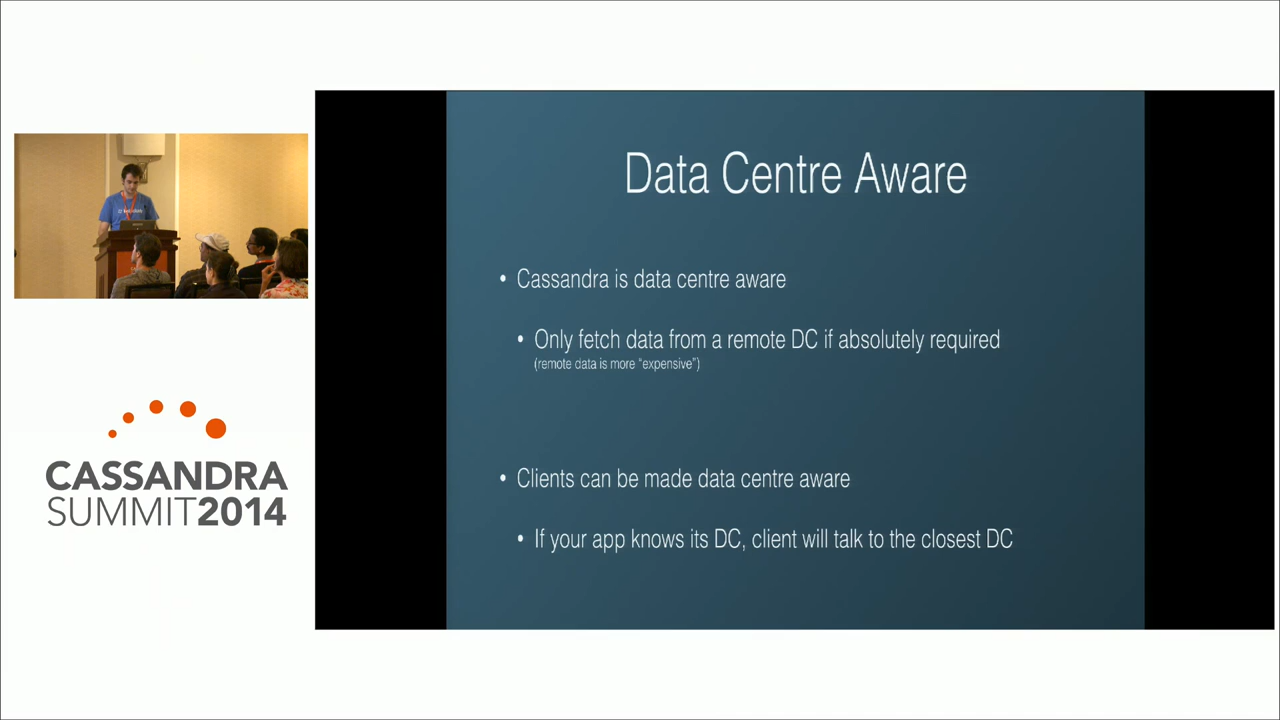 Data Centre Aware
• Cassandra is data centre aware
• Only fetch data from a remote DC if absolutely required
(remote data is more “expensive”)
• Clients can be made data centre aware
• If your app knows its DC, client will talk to the closest DC
CASSANDRA
SUMMIT2014